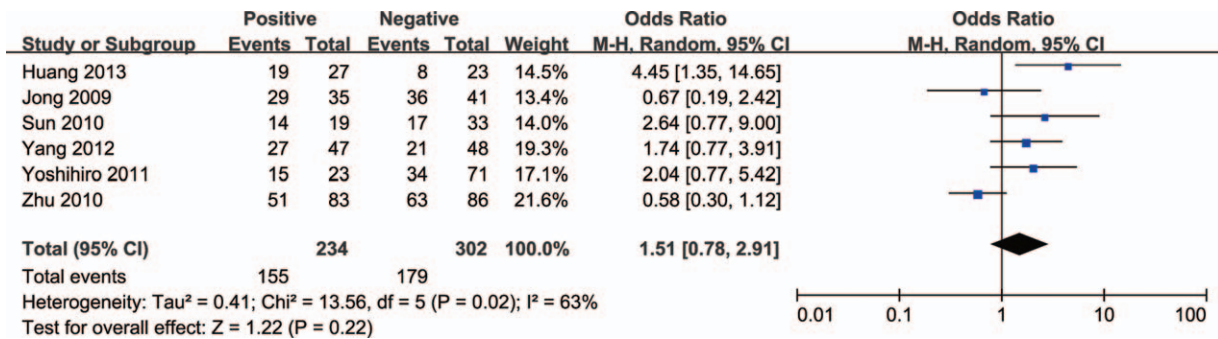 Positive Negative Odds Ratio Odds Ratio
Study or Subgroup Events Total Events Total Weight M-H, Random, 95% CI M-H, Random, 95% CI
Huang 2013 19 27 8 23 14.5% 4.45 [1.35, 14.65]
Jong 2009 29 35 36 41 13.4% 0.67 [0.19, 2.42]
Sun 2010 14 19 17 33 14.0% 2.64 [0.77, 9.00]
Yang 2012 27 47 21 48 19.3% 1.74 [0.77, 3.91]
Yoshihiro 2011 15 23 34 71 17.1% 2.04 [0.77, 5.42]
Zhu 2010 51 83 63 86 21.6% 0.58 [0.30, 1.12]
Total (95% CI) 234 302 100.0% 1.51 [0.78, 2.91]
Total events 155 179
Heterogeneity: Tau² = 0.41; Chi² = 13.56, df = 5 (P = 0.02); I² = 63%
Test for overall effect: Z = 1.22 (P = 0.22)
0.01 0.1 1 10 100